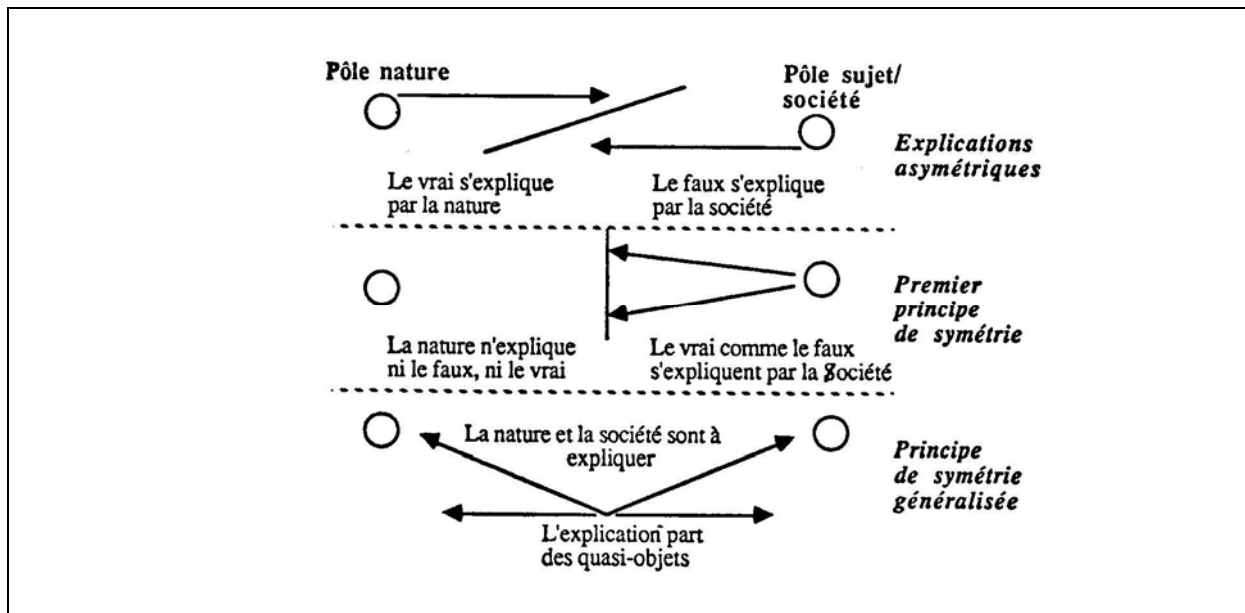 Pôle nature
Pôle sujet/
société
Explications
asymétriques
Le vrai s'explique
par la nature
Le faux s'explique
par la société
Premier
principe
de symétrie
La nature n'explique
ni le faux, ni le vrai
Le vrai comme le faux
s'expliquent par la Société
La nature et la société sont à
expliquer
Principe
de symétrie
généralisée
L'explication part
des quasi-objets